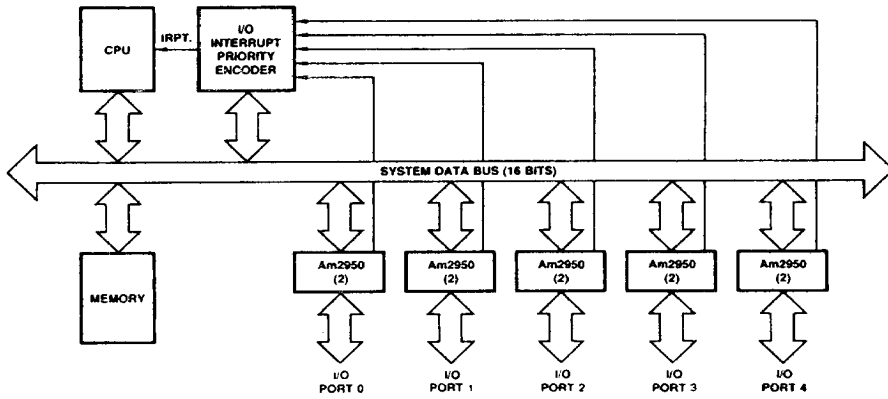 CPU
IRPT.
I/O
INTERRUPT
PRIORITY
ENCODER
SYSTEM DATA BUS (16 BITS)
MEMORY
Am2950
(2)
Am2950
(2)
Am2950
(2)
Am2950
(2)
Am2950
(2)
I/O
PORT 0
I/O
PORT 1
I/O
PORT 2
I/O
PORT 3
I/O
PORT 4